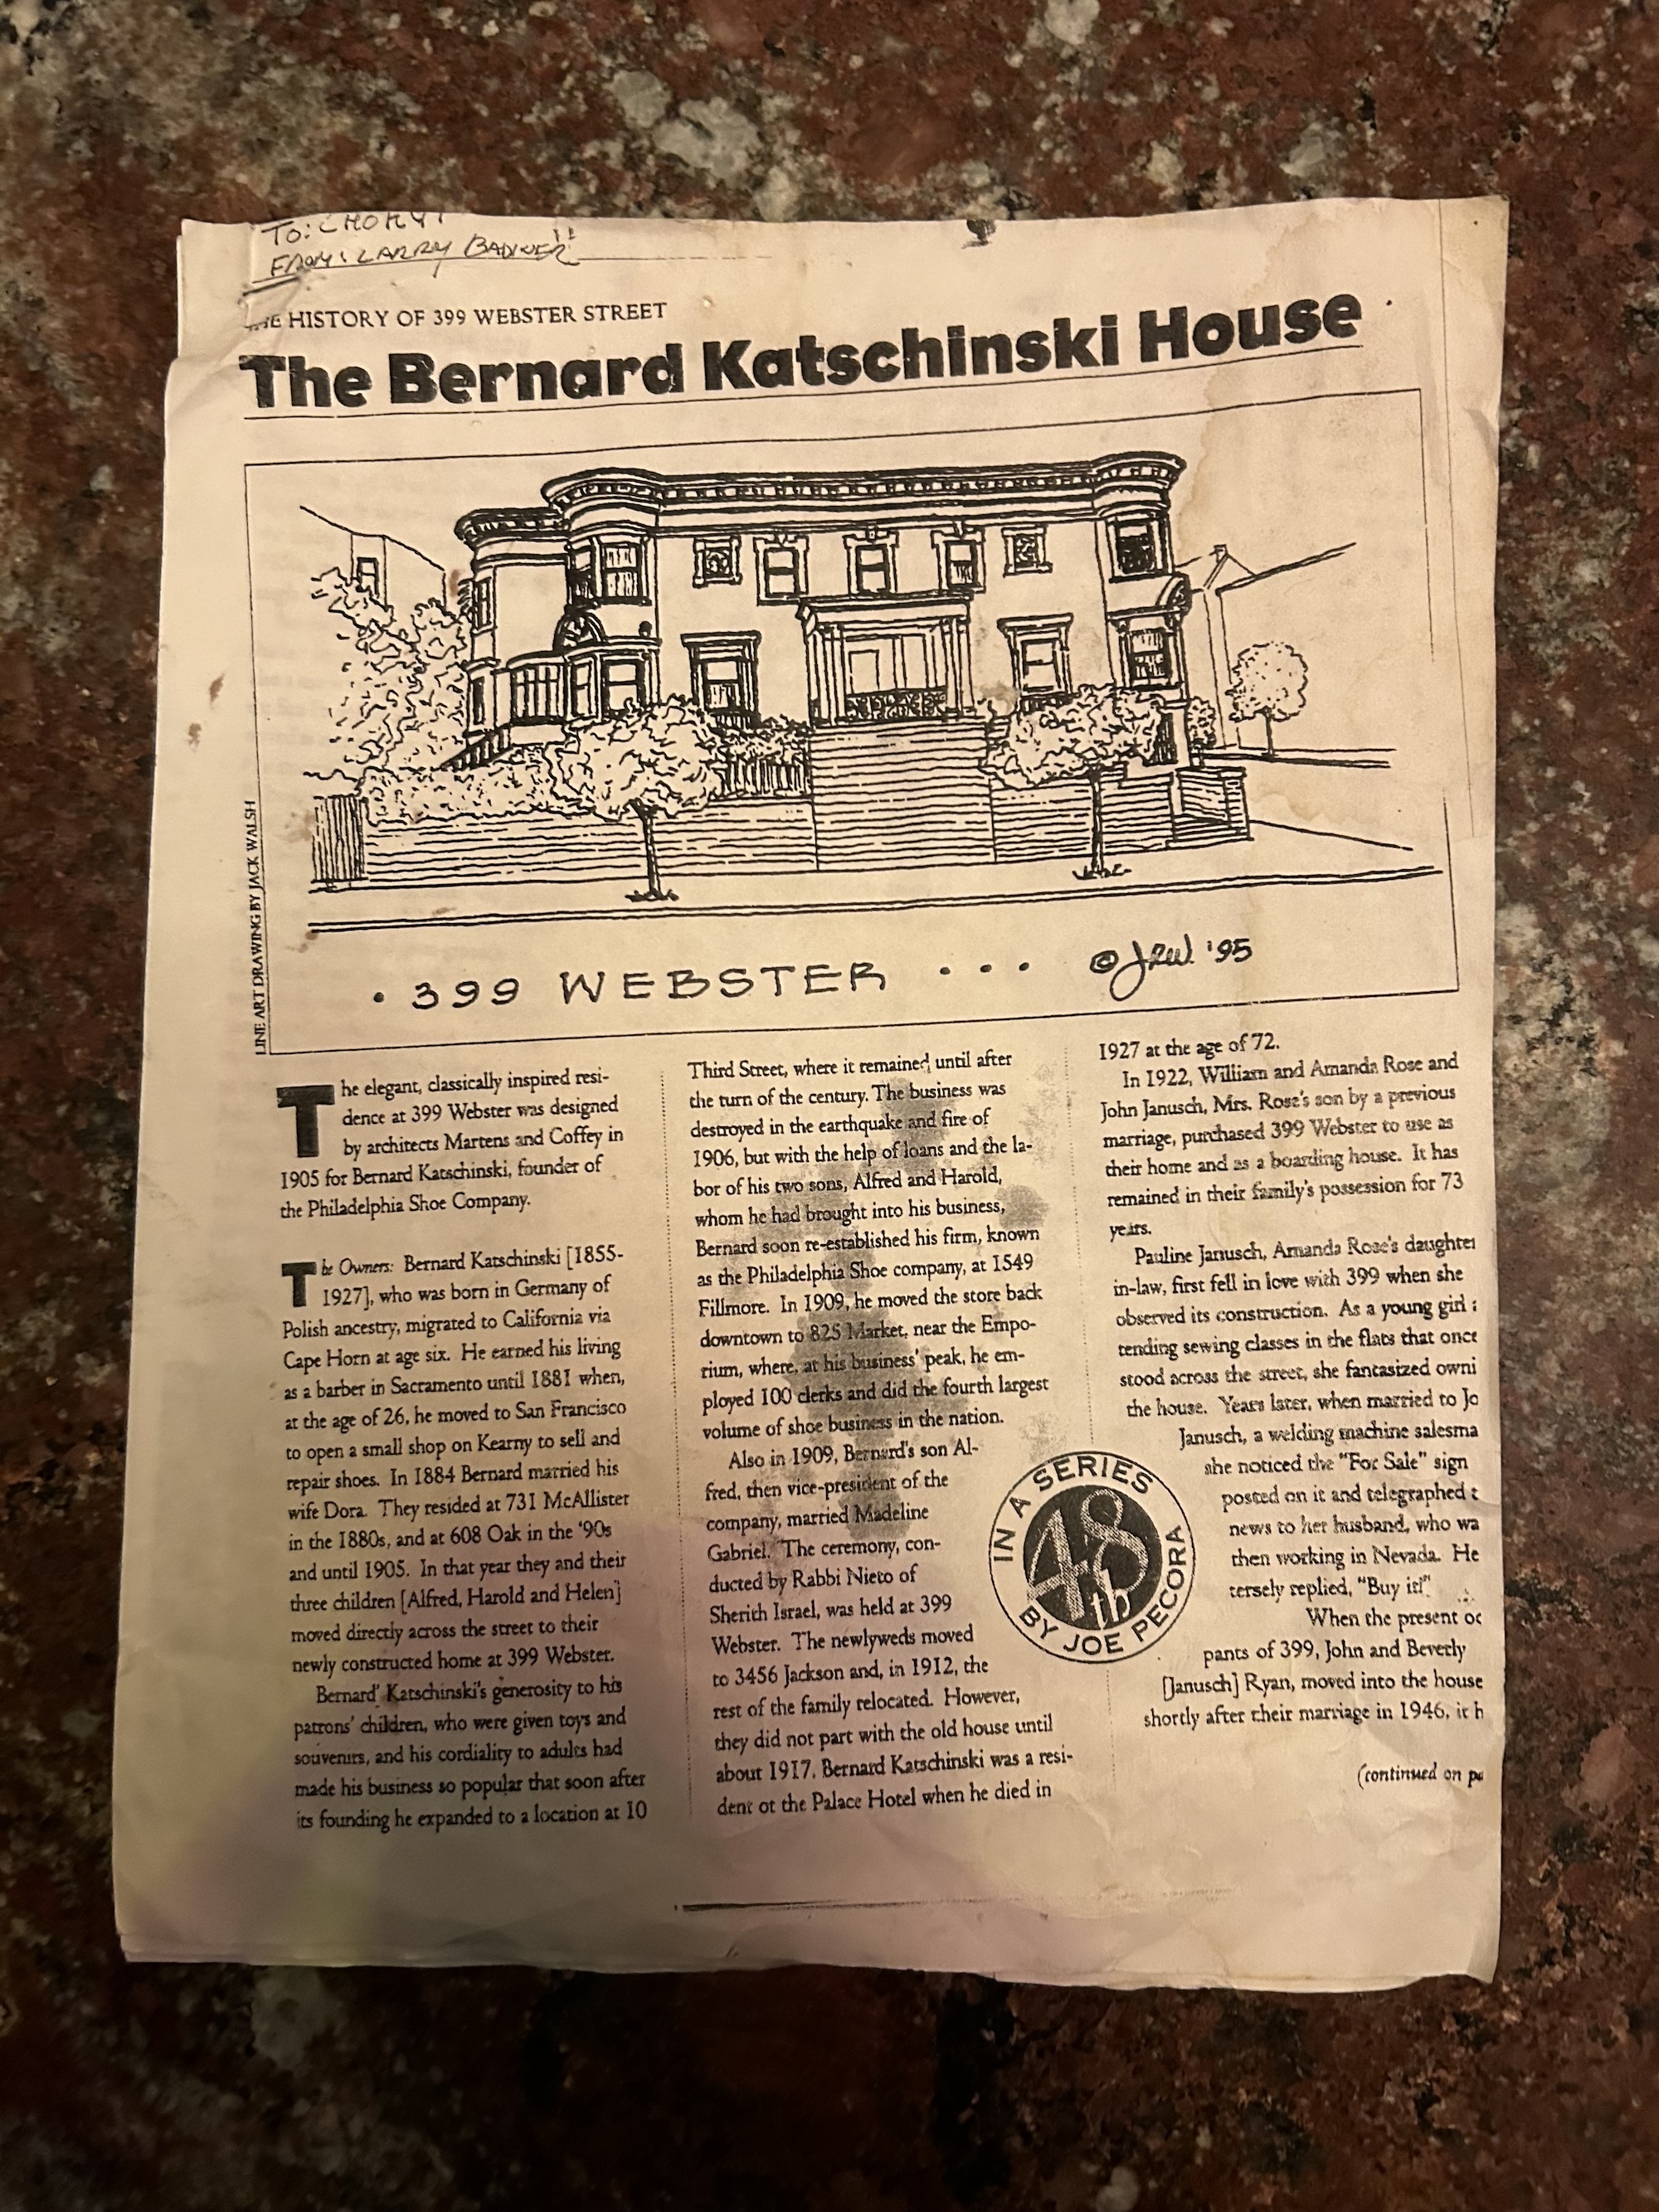 To:
FROM: LARRY
THE HISTORY OF 399 WEBSTER STREET
The Bernard Katschinski House
LINE ART DRAWING BY JACK WALSH
• 399 WEBSTER . . . © JRW. '95
The elegant, classically inspired resi-
dence at 399 Webster was designed
by architects Martens and Coffey in
1905 for Bernard Katschinski, founder of
the Philadelphia Shoe Company.
The Owners: Bernard Katschinski [1855-
1927], who was born in Germany of
Polish ancestry, migrated to California via
Cape Horn at age six. He earned his living
as a barber in Sacramento until 1881 when,
at the age of 26, he moved to San Francisco
to open a small shop on Kearny to sell and
repair shoes. In 1884 Bernard married his
wife Dora. They resided at 731 McAllister
in the 1880s, and at 608 Oak in the '90s
and until 1905. In that year they and their
three children [Alfred, Harold and Helen]
moved directly across the street to their
newly constructed home at 399 Webster.
Bernard' Katschinski's generosity to his
patrons' children, who were given toys and
souvenirs, and his cordiality to adults had
made his business so popular that soon after
its founding he expanded to a location at 10
Third Street, where it remained until after
the turn of the century. The business was
destroyed in the earthquake and fire of
1906, but with the help of loans and the la-
bor of his two sons, Alfred and Harold,
whom he had brought into his business,
Bernard soon re-established his firm, known
as the Philadelphia Shoe company, at 1549
Fillmore. In 1909, he moved the store back
downtown to 825 Market, near the Empo-
rium, where, at his business' peak, he em-
ployed 100 clerks and did the fourth largest
volume of shoe business in the nation.
Also in 1909, Bernard's son Al-
fred, then vice-president of the
company, married Madeline
Gabriel. The ceremony, con-
ducted by Rabbi Nieto of
Sherith Israel, was held at 399
Webster. The newlyweds moved
to 3456 Jackson and, in 1912, the
rest of the family relocated. However,
they did not part with the old house until
about 1917. Bernard Katschinski was a resi-
dent ot the Palace Hotel when he died in
IN A SERIES
48th
BY JOE PECORA
1927 at the age of 72.
In 1922, William and Amanda Rose and
John Janusch, Mrs. Rose's son by a previous
marriage, purchased 399 Webster to use as
their home and as a boarding house. It has
remained in their family's possession for 73
years.
Pauline Janusch, Amanda Rose's daughter
in-law, first fell in love with 399 when she
observed its construction. As a young girl
tending sewing classes in the flats that once
stood across the street, she fantasized owni
the house. Years later, when married to Jo
Janusch, a welding machine salesma
she noticed the "For Sale" sign
posted on it and telegraphed t
news to her husband, who wa
then working in Nevada. He
tersely replied, "Buy it!"
When the present oc
pants of 399, John and Beverly
[Janusch] Ryan, moved into the house
shortly after their marriage in 1946, it h
(continued on pa